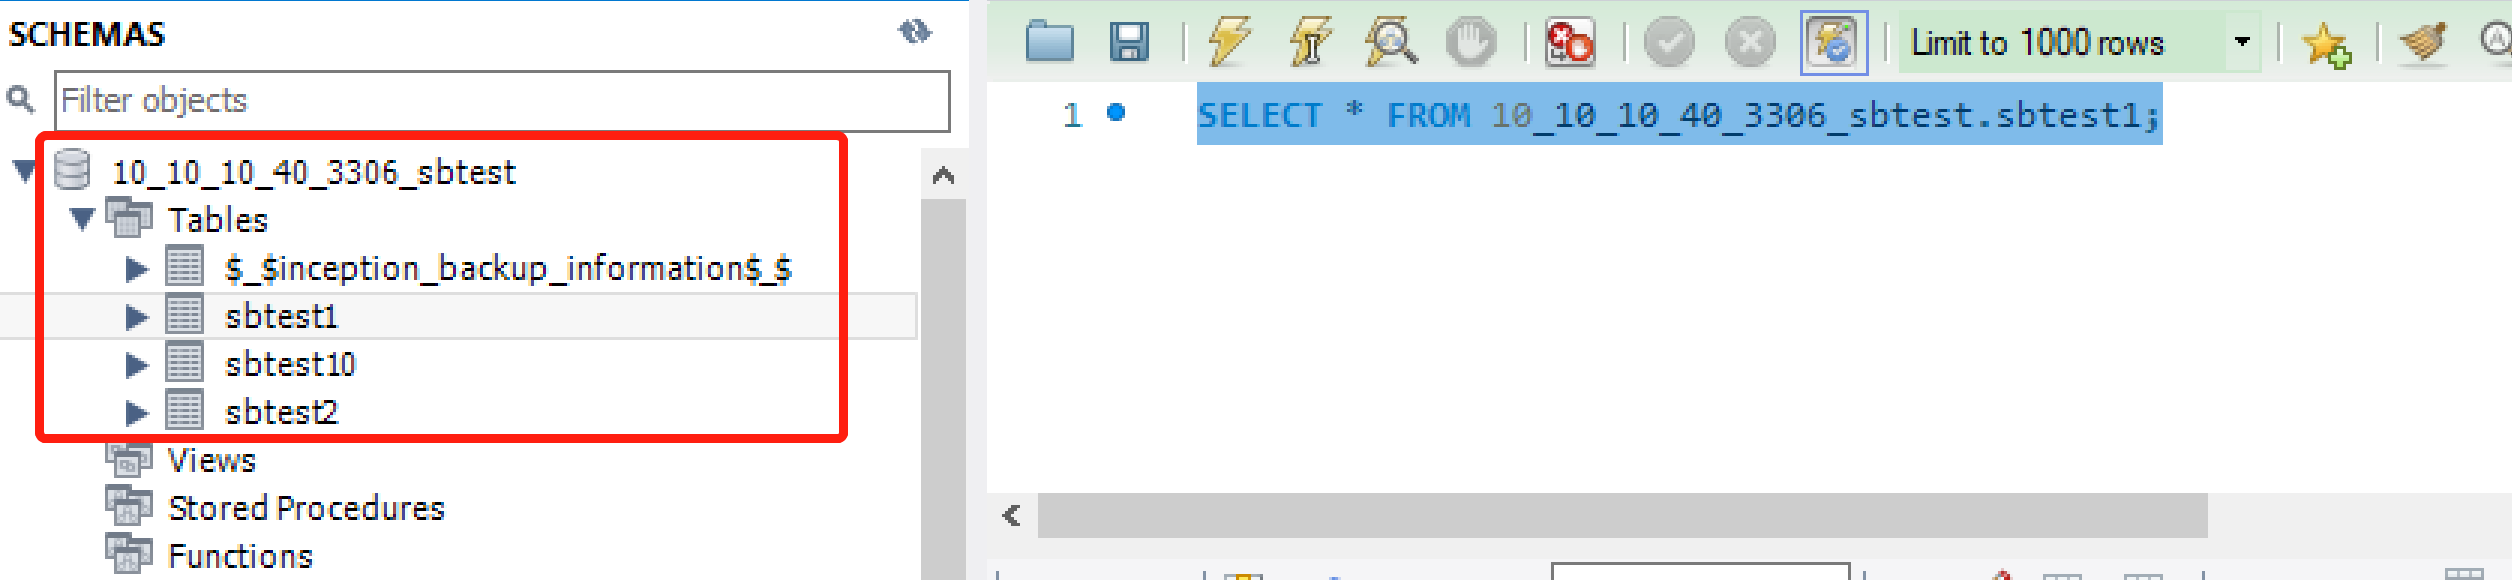 SCHEMAS
Filter objects
10_10_10_40_3306_sbtest
Tables
$_$inception_backup_information$_$
sbtest1
sbtest10
sbtest2
Views
Stored Procedures
Functions
Limit to 1000 rows
1
SELECT * FROM 10_10_10_40_3306_sbtest.sbtest1;